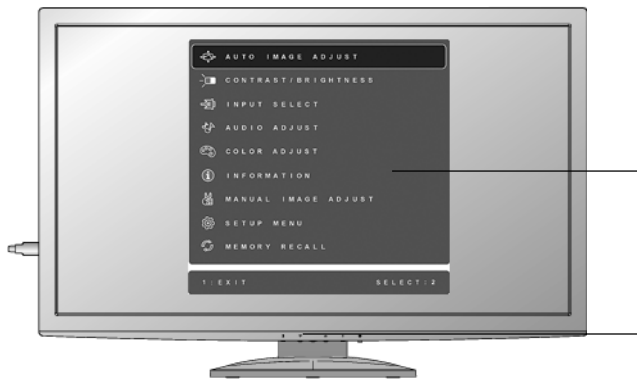 AUTO IMAGE ADJUST
CONTRAST/BRIGHTNESS
INPUT SELECT
AUDIO ADJUST
COLOR ADJUST
INFORMATION
MANUAL IMAGE ADJUST
SETUP MENU
MEMORY RECALL
1:EXIT SELECT:2